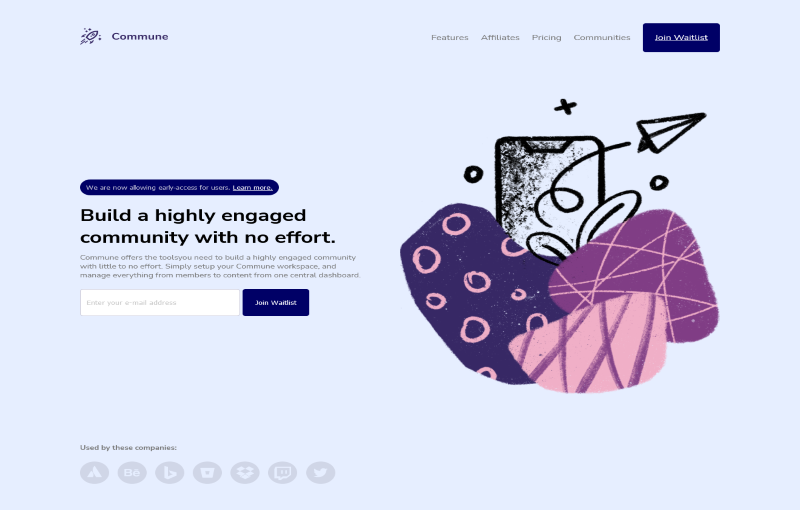 Commune
Features
Affiliates
Pricing
Communities
Join Waitlist
We are now allowing early-access for users. Learn more.
Build a highly engaged
community with no effort.
Commune offers the toolsyou need to build a highly engaged community
with little to no effort. Simply setup your Commune workspace, and
manage everything from members to content from one central dashboard.
Enter your e-mail address
Join Waitlist
Used by these companies:
Bē